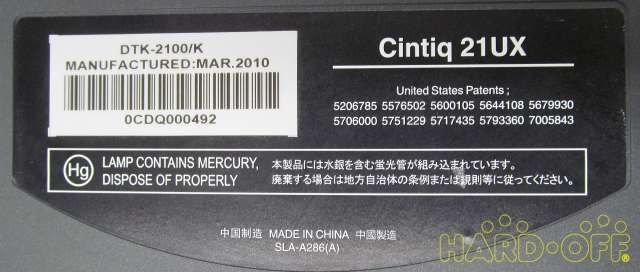 DTK-2100/K
MANUFACTURED:MAR.2010
0CDQ000492
Cintiq 21UX
United States Patents ;
5206785 5576502 5600105 5644108 5679930
5706000 5751229 5717435 5793360 7005843
Hg
LAMP CONTAINS MERCURY,
DISPOSE OF PROPERLY
本製品には水銀を含む蛍光管が組み込まれています。
廃棄する場合は地方自治体の条例または規則等に従ってください。
中国制造 MADE IN CHINA 中國製造
SLA-A286(A)
HARD-OFF